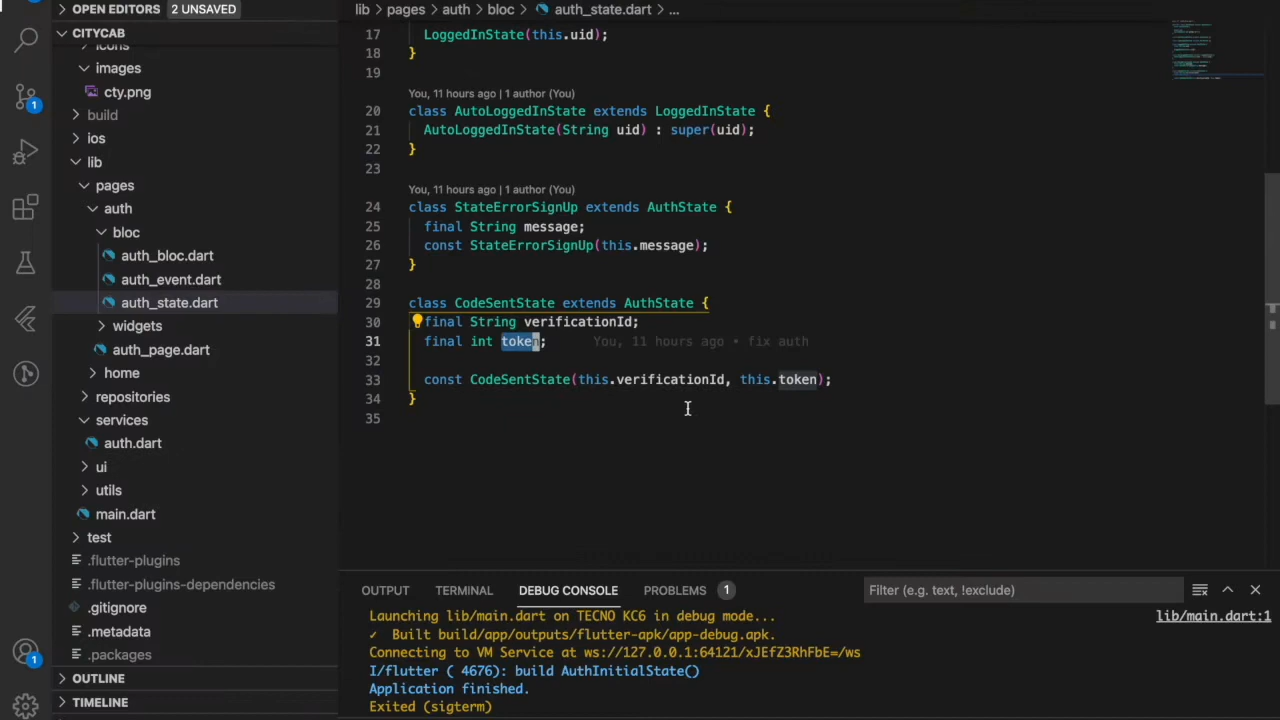 OPEN EDITORS 2 UNSAVED
CITYCAB
icons
images
cty.png
build
ios
lib
pages
auth
bloc
auth_bloc.dart
auth_event.dart
auth_state.dart
widgets
auth_page.dart
home
repositories
services
auth.dart
ui
utils
main.dart
test
.flutter-plugins
.flutter-plugins-dependencies
.gitignore
.metadata
.packages
OUTLINE
TIMELINE
1
1
lib > pages > auth > bloc > auth_state.dart > ...
17 LoggedInState(this.uid);
18 }
19
You, 11 hours ago | 1 author (You)
20 class AutoLoggedInState extends LoggedInState {
21 AutoLoggedInState(String uid) : super(uid);
22 }
23
You, 11 hours ago | 1 author (You)
24 class StateErrorSignUp extends AuthState {
25 final String message;
26 const StateErrorSignUp(this.message);
27 }
28
29 class CodeSentState extends AuthState {
30 final String verificationId;
31 final int token; You, 11 hours ago • fix auth
32
33 const CodeSentState(this.verificationId, this.token);
34 }
35
OUTPUT TERMINAL DEBUG CONSOLE PROBLEMS 1 Filter (e.g. text, !exclude)
Launching lib/main.dart on TECNO KC6 in debug mode... lib/main.dart:1
✓ Built build/app/outputs/flutter-apk/app-debug.apk.
Connecting to VM Service at ws://127.0.0.1:64121/xJEfZ3RhFbE=/ws
I/flutter ( 4676): build AuthInitialState()
Application finished.
Exited (sigterm)